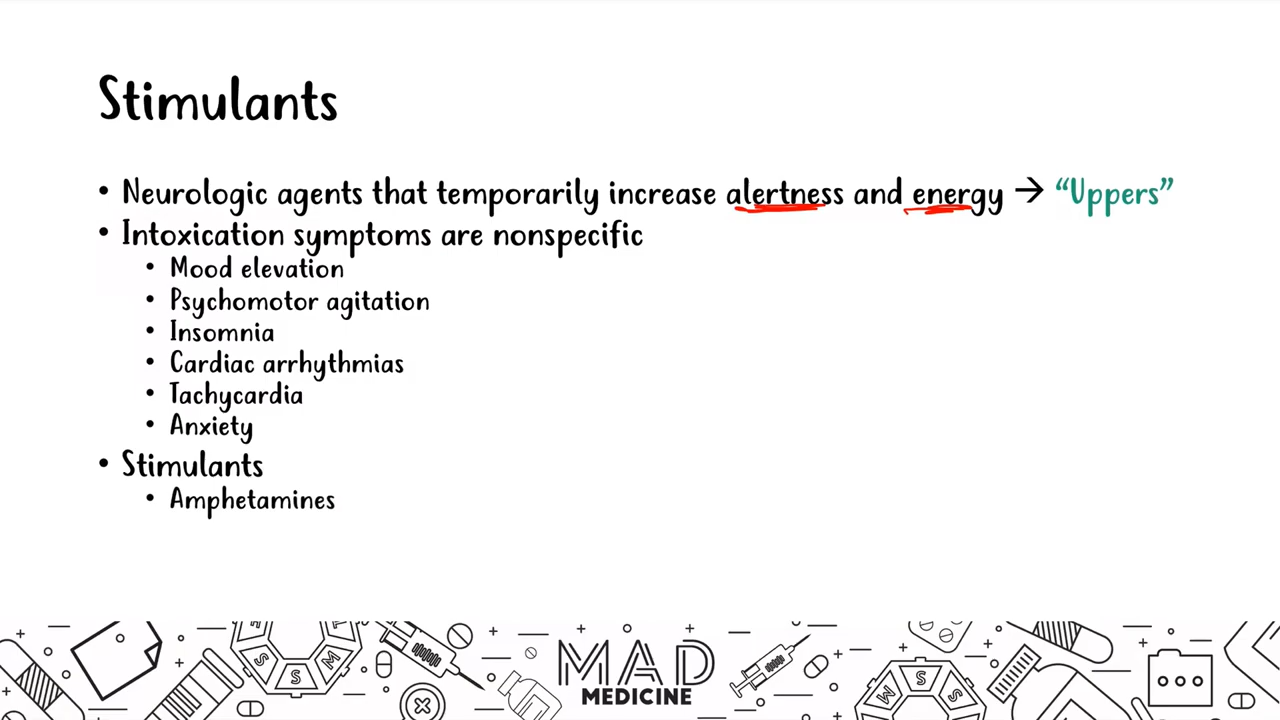 Stimulants
• Neurologic agents that temporarily increase alertness and energy → “Uppers”
• Intoxication symptoms are nonspecific
• Mood elevation
• Psychomotor agitation
• Insomnia
• Cardiac arrhythmias
• Tachycardia
• Anxiety
• Stimulants
• Amphetamines
MAD
MEDICINE